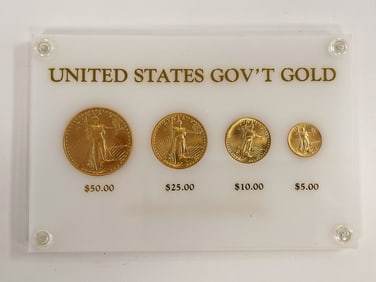 UNITED STATES GOV'T GOLD
$50.00 $25.00 $10.00 $5.00